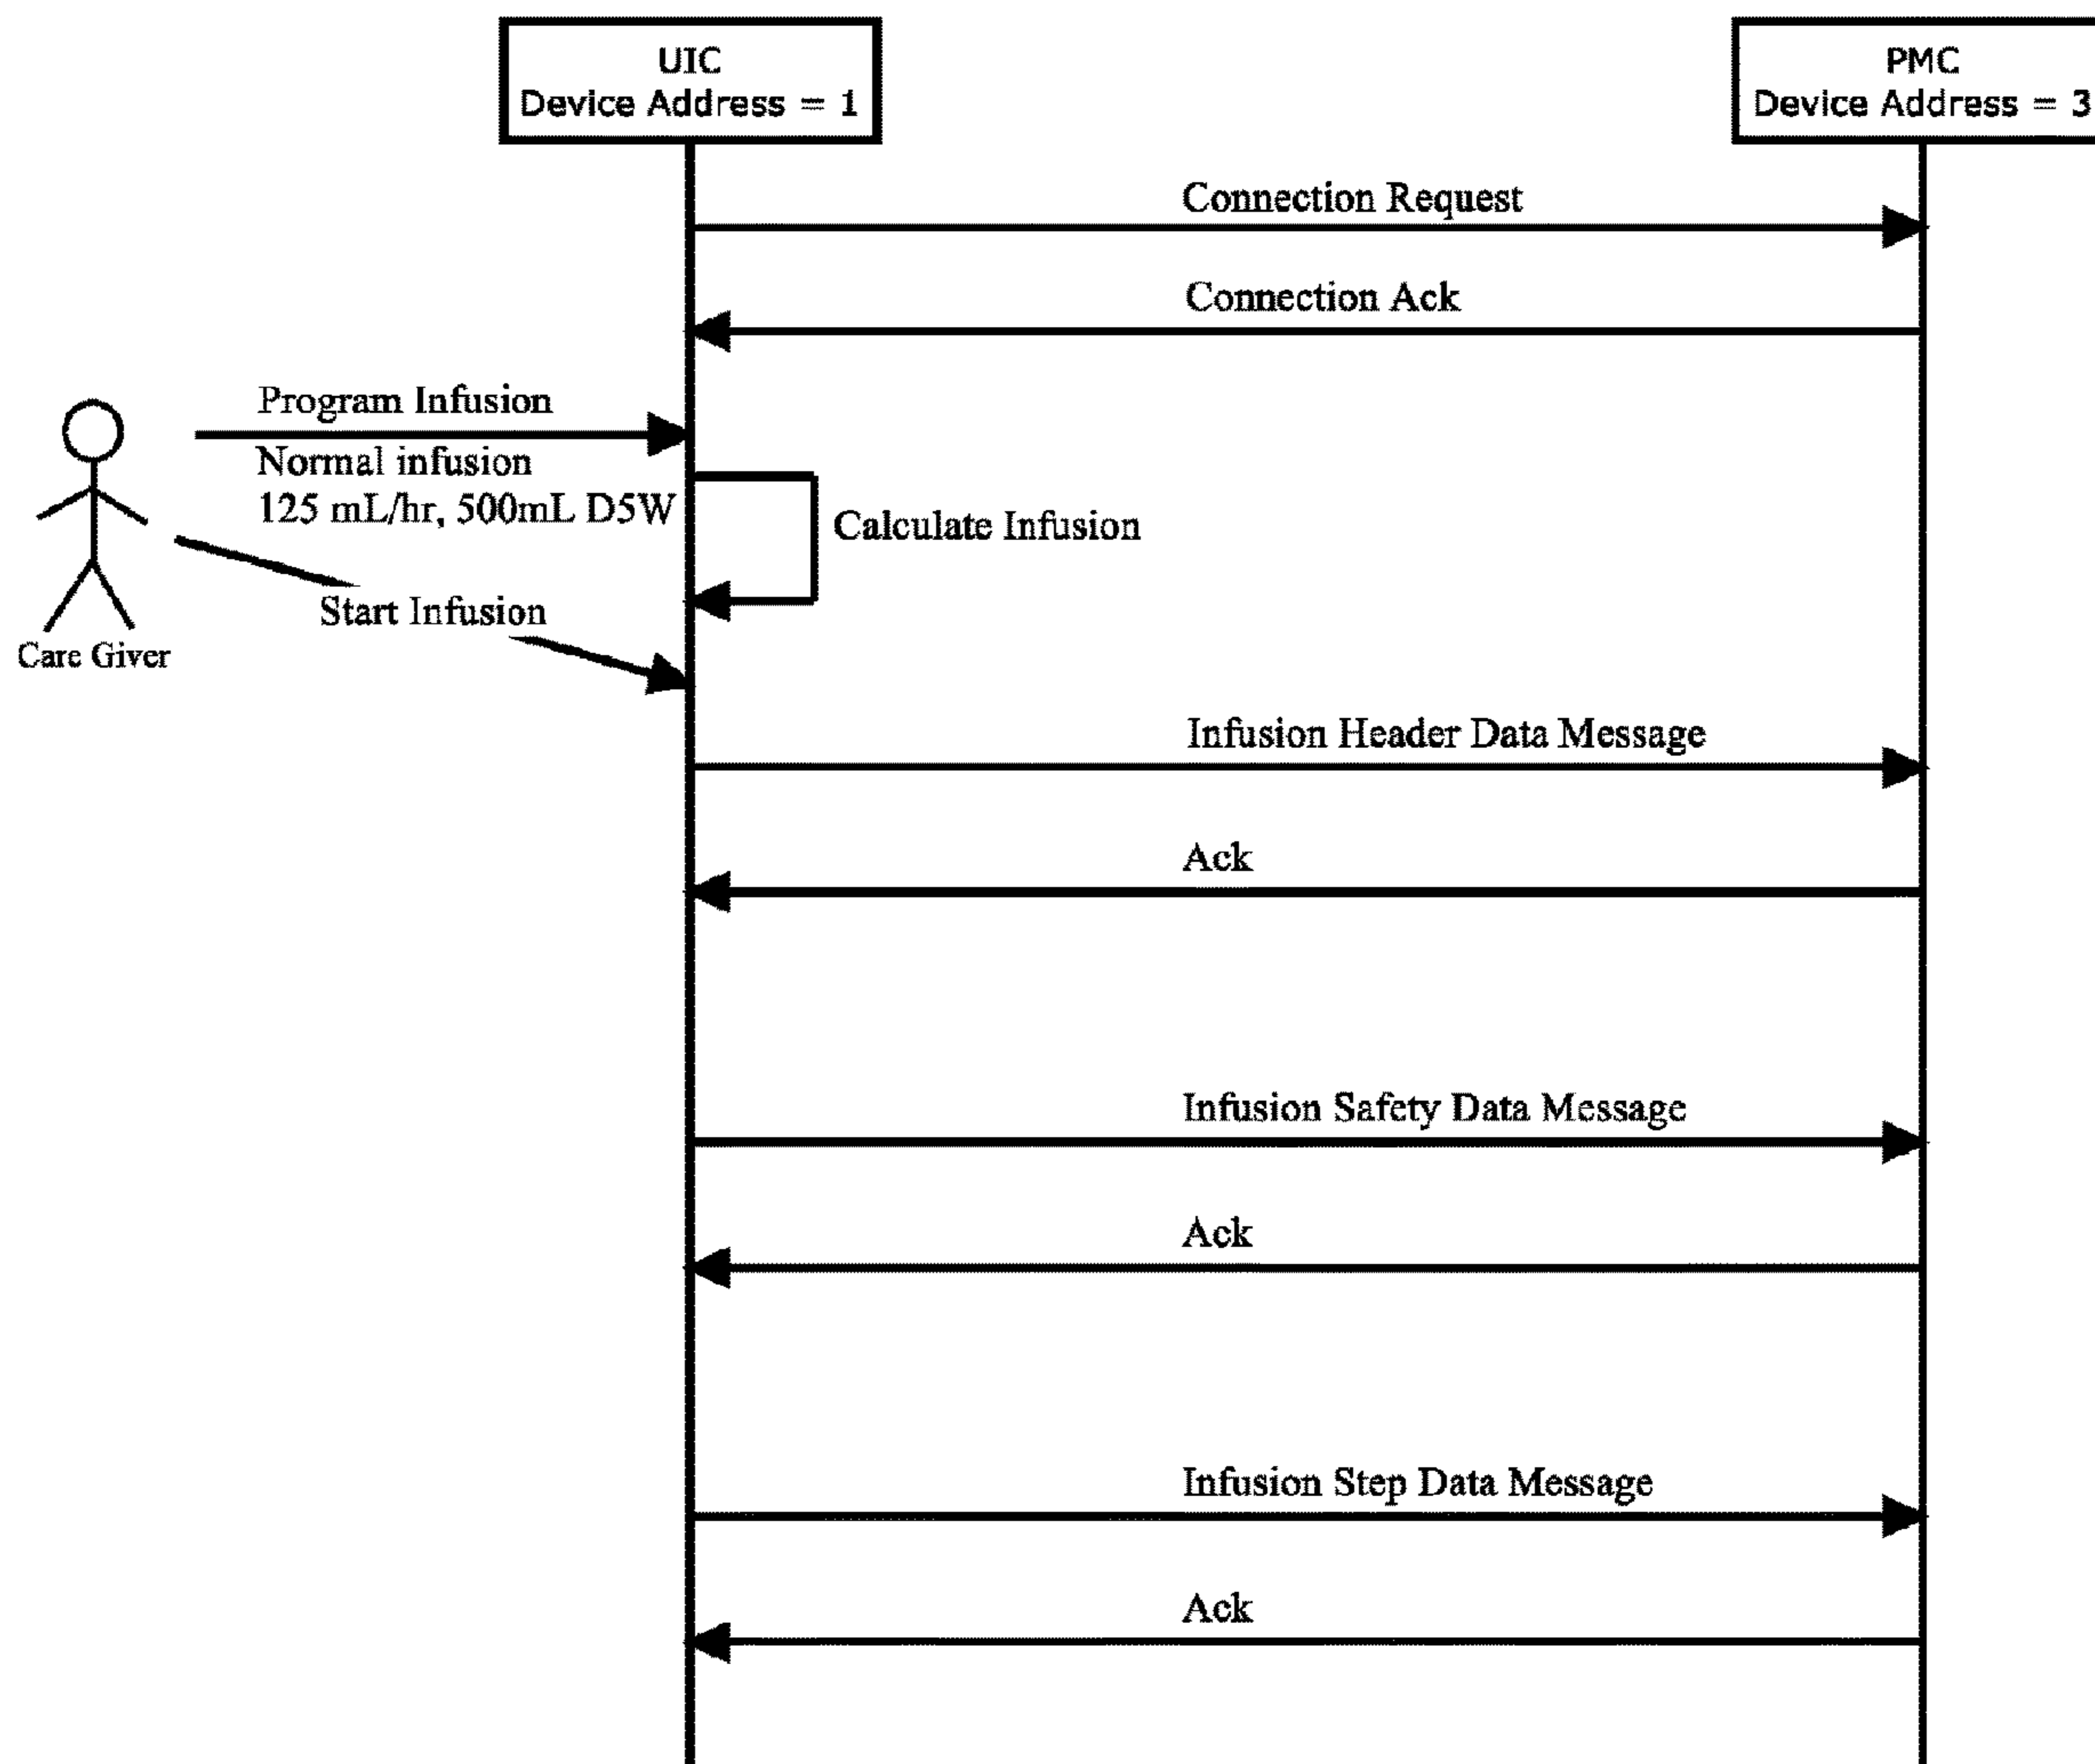 UIC
Device Address = 1
PMC
Device Address = 3
Connection Request
Connection Ack
Program Infusion
Normal infusion
125 mL/hr, 500mL D5W
Calculate Infusion
Start Infusion
Care Giver
Infusion Header Data Message
Ack
Infusion Safety Data Message
Ack
Infusion Step Data Message
Ack